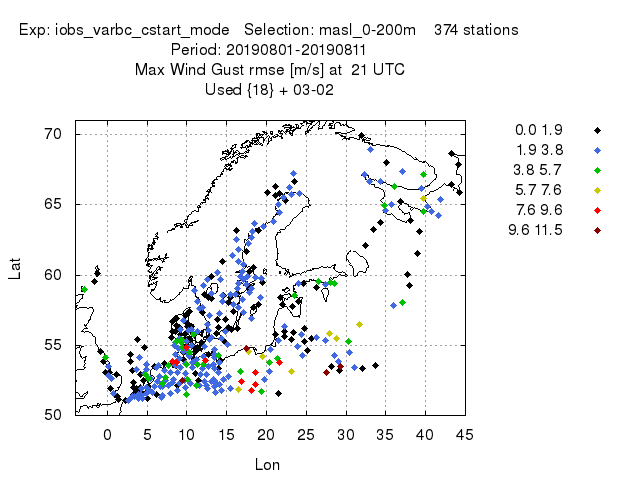 Exp: iobs_varbc_cstart_mode Selection: masl_0-200m 374 stations
Period: 20190801-20190811
Max Wind Gust rmse [m/s] at 21 UTC
Used {18} + 03-02
0.0 1.9
1.9 3.8
3.8 5.7
5.7 7.6
7.6 9.6
9.6 11.5
70
65
60
55
50
Lat
0 5 10 15 20 25 30 35 40 45
Lon